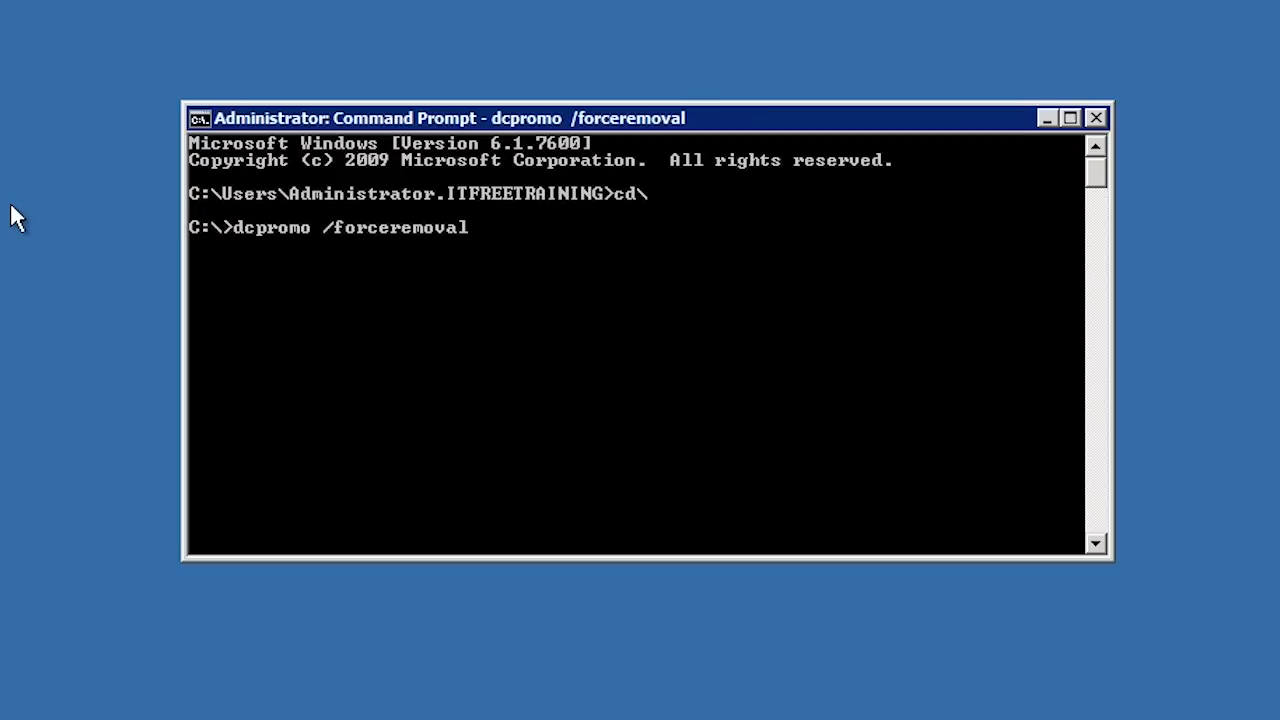 Administrator: Command Prompt - dcpromo  /forceremoval
Microsoft Windows [Version 6.1.7600]
Copyright (c) 2009 Microsoft Corporation.  All rights reserved.
C:\Users\Administrator.ITFREETRAINING>cd\
C:\>dcpromo /forceremoval